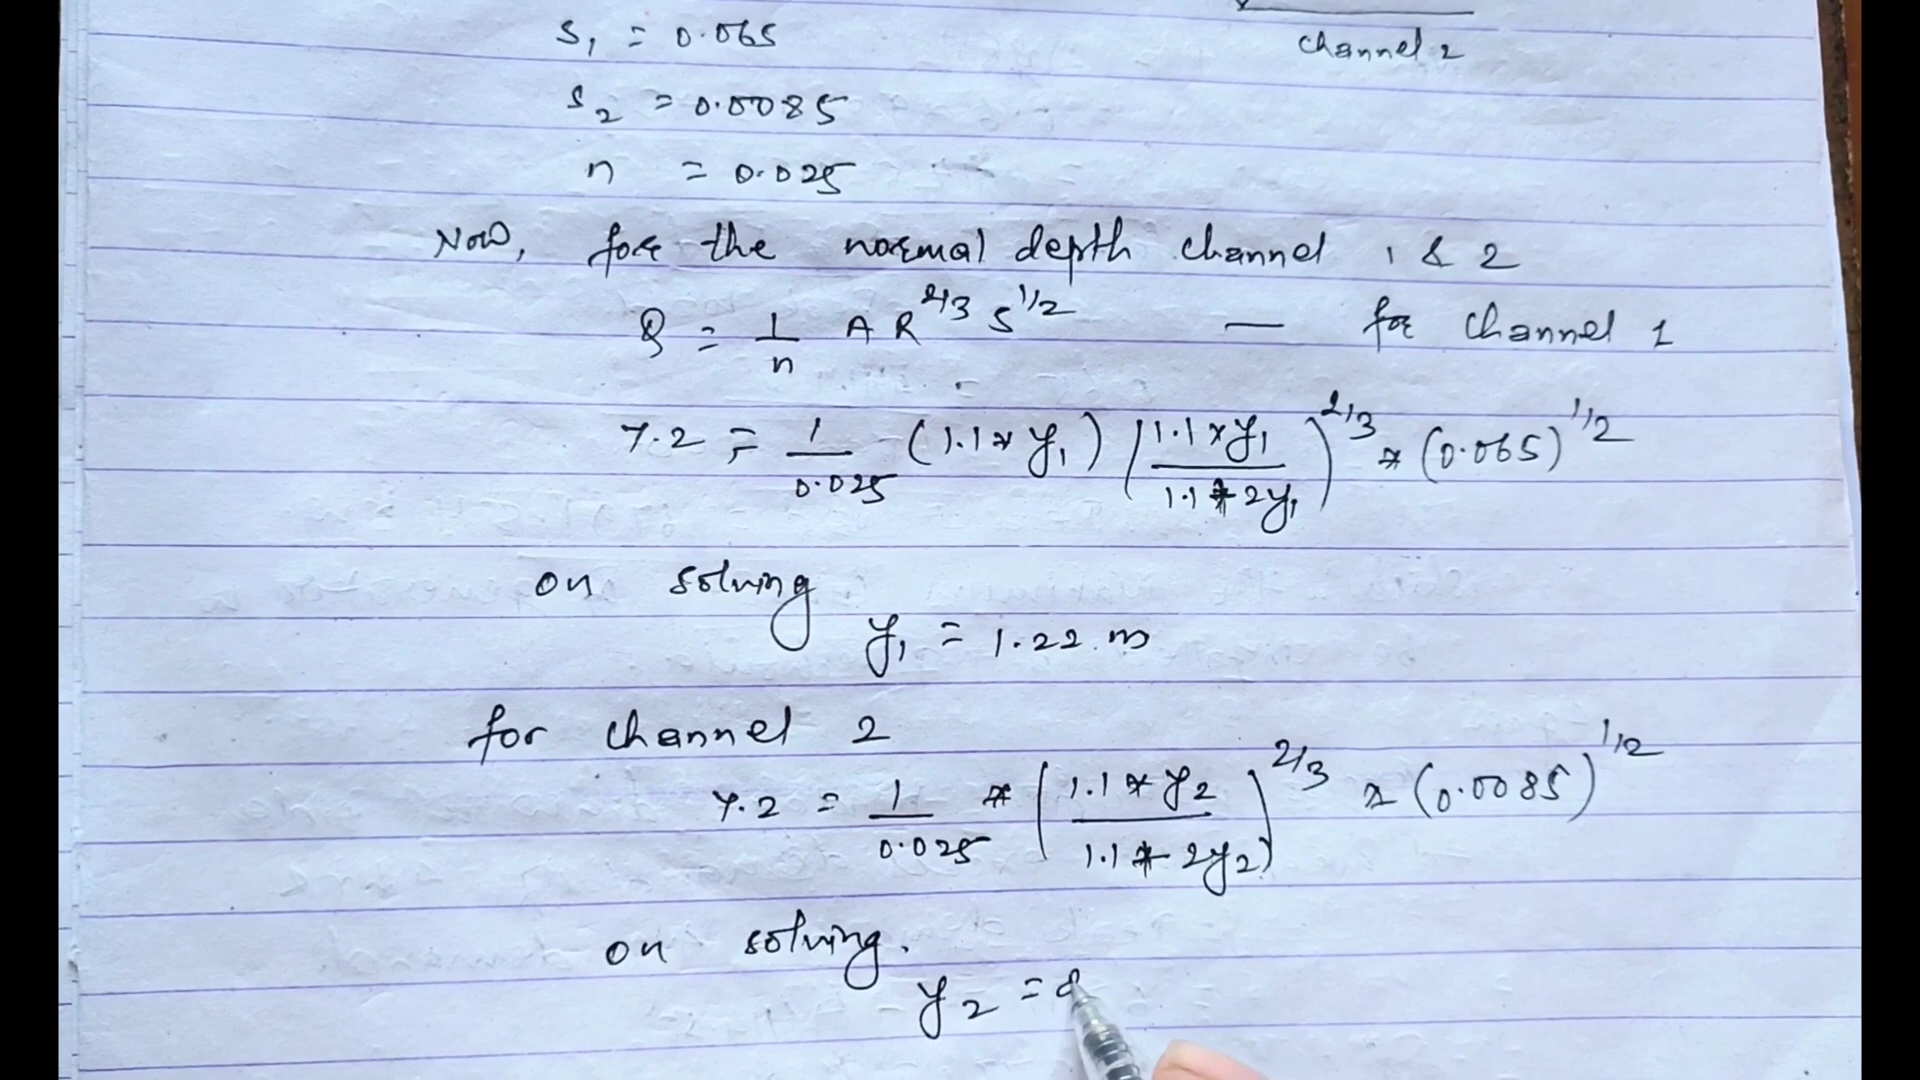 channel 2
S₁ = 0.065
S₂ = 0.0085
n = 0.025
Now, for the normal depth channel 1 & 2
Q = 1/n A R^2/3 S^1/2 — for channel 1
7.2 = 1/0.025 (1.1 * y₁) (1.1 * y₁ / 1.1 + 2y₁)^2/3 * (0.065)^1/2
on solving
y₁ = 1.22 m
for channel 2
7.2 = 1/0.025 * (1.1 * y₂ / 1.1 + 2y₂)^2/3 * (0.0085)^1/2
on solving.
y₂ =